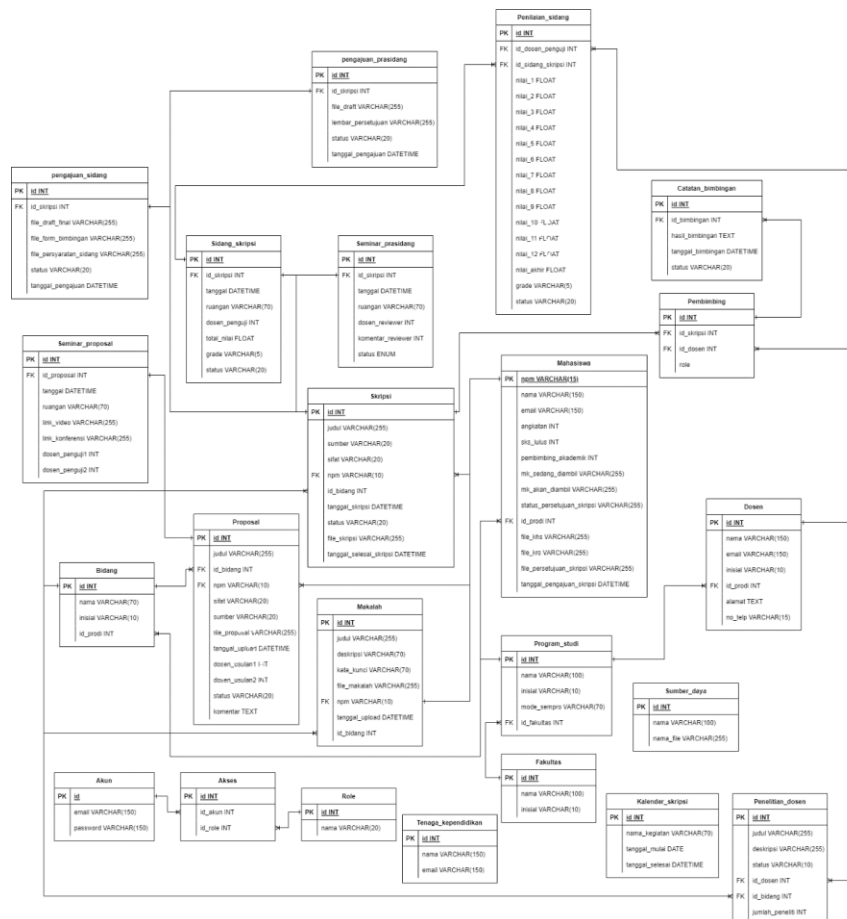 Penilaian_sidang
PK id INT
FK id_dosen_penguji INT
FK id_sidang_skripsi INT
nilai_1 FLOAT
nilai_2 FLOAT
nilai_3 FLOAT
nilai_4 FLOAT
nilai_5 FLOAT
nilai_6 FLOAT
nilai_7 FLOAT
nilai_8 FLOAT
nilai_9 FLOAT
nilai_10 FLOAT
nilai_11 FLOAT
nilai_12 FLOAT
nilai_akhir FLOAT
grade VARCHAR(5)
status VARCHAR(20)
pengajuan_prasidang
PK id INT
FK id_skripsi INT
file_draft VARCHAR(255)
lembar_persetujuan VARCHAR(255)
status VARCHAR(20)
tanggal_pengajuan DATETIME
pengajuan_sidang
PK id INT
FK id_skripsi INT
file_draft_final VARCHAR(255)
file_form_bimbingan VARCHAR(255)
file_persyaratan_sidang VARCHAR(255)
status VARCHAR(20)
tanggal_pengajuan DATETIME
Catatan_bimbingan
PK id INT
FK id_bimbingan INT
hasil_bimbingan TEXT
tanggal_bimbingan DATETIME
status VARCHAR(20)
Sidang_skripsi
PK id INT
FK id_skripsi INT
tanggal DATETIME
ruangan VARCHAR(70)
dosen_penguji INT
total_nilai FLOAT
grade VARCHAR(5)
status VARCHAR(20)
Seminar_prasidang
PK id INT
FK id_skripsi INT
tanggal DATETIME
ruangan VARCHAR(70)
dosen_reviewer INT
komentar_reviewer INT
status ENUM
Pembimbing
PK id INT
FK id_skripsi INT
FK id_dosen INT
role
Seminar_proposal
PK id INT
FK id_proposal INT
tanggal DATETIME
ruangan VARCHAR(70)
link_video VARCHAR(255)
link_konferensi VARCHAR(255)
dosen_penguji1 INT
dosen_penguji2 INT
Mahasiswa
PK npm VARCHAR(15)
nama VARCHAR(150)
email VARCHAR(150)
angkatan INT
sks_lulus INT
pembimbing_akademik INT
mk_sedang_diambil VARCHAR(255)
mk_akan_diambil VARCHAR(255)
status_persetujuan_skripsi VARCHAR(255)
FK id_prodi INT
file_khs VARCHAR(255)
file_krs VARCHAR(255)
file_persetujuan_skripsi VARCHAR(255)
tanggal_pengajuan_skripsi DATETIME
Skripsi
PK id INT
judul VARCHAR(255)
sumber VARCHAR(20)
sifat VARCHAR(20)
FK npm VARCHAR(10)
id_bidang INT
tanggal_skripsi DATETIME
status VARCHAR(20)
file_skripsi VARCHAR(255)
tanggal_selesai_skripsi DATETIME
Dosen
PK id INT
nama VARCHAR(150)
email VARCHAR(150)
inisial VARCHAR(10)
FK id_prodi INT
alamat TEXT
no_telp VARCHAR(15)
Proposal
PK id INT
judul VARCHAR(255)
FK id_bidang INT
FK npm VARCHAR(10)
sifat VARCHAR(20)
sumber VARCHAR(20)
file_proposal VARCHAR(255)
tanggal_upload DATETIME
dosen_usulan1 INT
dosen_usulan2 INT
status VARCHAR(20)
komentar TEXT
Bidang
PK id INT
nama VARCHAR(70)
inisial VARCHAR(10)
id_prodi INT
Makalah
PK id INT
judul VARCHAR(255)
deskripsi VARCHAR(70)
kata_kunci VARCHAR(70)
file_makalah VARCHAR(255)
FK npm VARCHAR(10)
tanggal_upload DATETIME
id_bidang INT
Program_studi
PK id INT
nama VARCHAR(100)
inisial VARCHAR(10)
mode_sempro VARCHAR(70)
FK id_fakultas INT
Sumber_daya
PK id INT
nama VARCHAR(100)
nama_file VARCHAR(255)
Fakultas
PK id INT
nama VARCHAR(100)
inisial VARCHAR(10)
Akun
PK id
email VARCHAR(150)
password VARCHAR(150)
Akses
PK id INT
id_akun INT
id_role INT
Role
PK id INT
nama VARCHAR(20)
Tenaga_kependidikan
PK id INT
nama VARCHAR(150)
email VARCHAR(150)
Kalender_skripsi
PK id INT
nama_kegiatan VARCHAR(70)
tanggal_mulai DATE
tanggal_selesai DATETIME
Penelitian_dosen
PK id INT
judul VARCHAR(255)
deskripsi VARCHAR(255)
status VARCHAR(10)
FK id_dosen INT
FK id_bidang INT
jumlah_peneliti INT